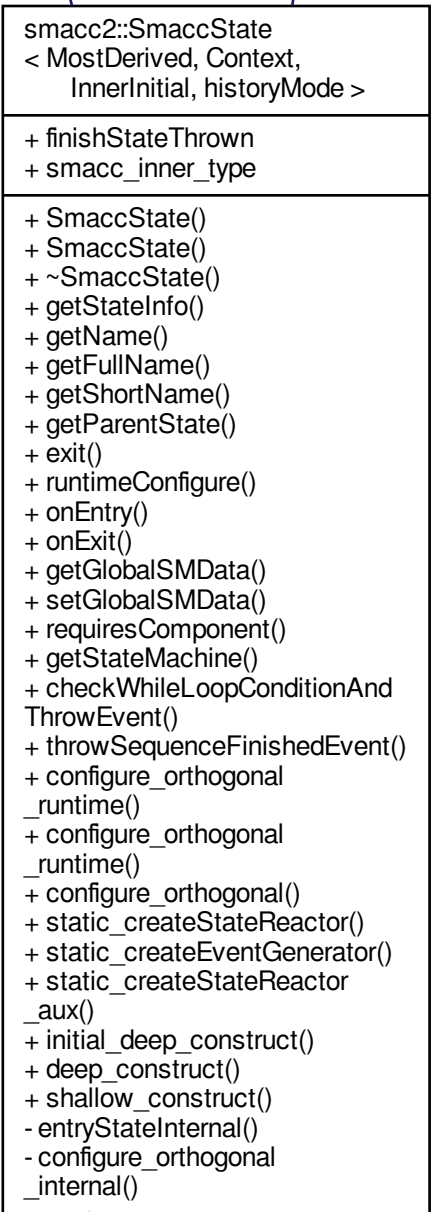 smacc2::SmaccState
< MostDerived, Context,
InnerInitial, historyMode >
+ finishStateThrown
+ smacc_inner_type
+ SmaccState()
+ SmaccState()
+ ~SmaccState()
+ getStateInfo()
+ getName()
+ getFullName()
+ getShortName()
+ getParentState()
+ exit()
+ runtimeConfigure()
+ onEntry()
+ onExit()
+ getGlobalSMData()
+ setGlobalSMData()
+ requiresComponent()
+ getStateMachine()
+ checkWhileLoopConditionAnd
ThrowEvent()
+ throwSequenceFinishedEvent()
+ configure_orthogonal
_runtime()
+ configure_orthogonal
_runtime()
+ configure_orthogonal()
+ static_createStateReactor()
+ static_createEventGenerator()
+ static_createStateReactor
_aux()
+ initial_deep_construct()
+ deep_construct()
+ shallow_construct()
- entryStateInternal()
- configure_orthogonal
_internal()